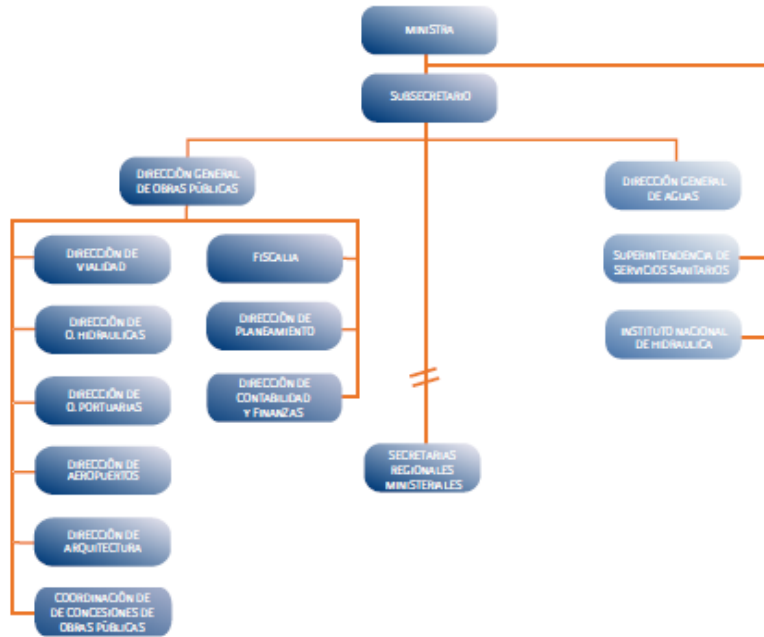 MINISTRA
SUBSECRETARIO
DIRECCIÓN GENERAL
DE OBRAS PÚBLICAS
DIRECCIÓN GENERAL
DE AGUAS
DIRECCIÓN DE
VIALIDAD
FISCALIA
SUPERINTENDENCIA DE
SERVICIOS SANITARIOS
DIRECCIÓN DE
O. HIDRAULICAS
DIRECCIÓN DE
PLANEAMIENTO
INSTITUTO NACIONAL
DE HIDRAULICA
DIRECCIÓN DE
O. PORTUARIAS
DIRECCIÓN DE
CONTABILIDAD
Y FINANZAS
DIRECCIÓN DE
AEROPUERTOS
SECRETARIAS
REGIONALES
MINISTERIALES
DIRECCIÓN DE
ARQUITECTURA
COORDINACIÓN DE
DE CONCESIONES DE
OBRAS PÚBLICAS